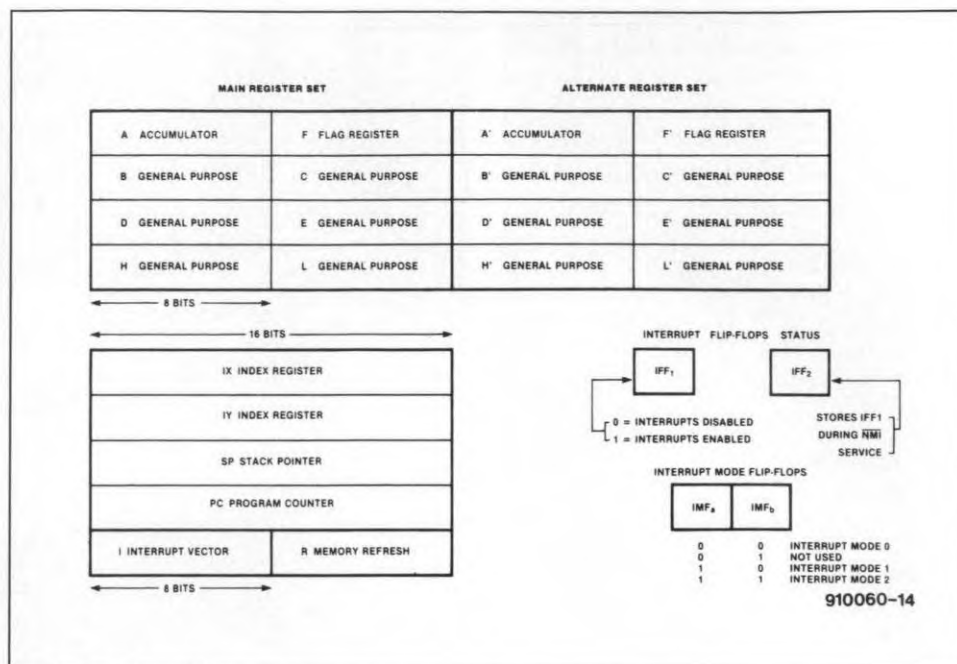 MAIN REGISTER SET ALTERNATE REGISTER SET
A ACCUMULATOR F FLAG REGISTER A' ACCUMULATOR F' FLAG REGISTER
B GENERAL PURPOSE C GENERAL PURPOSE B' GENERAL PURPOSE C' GENERAL PURPOSE
D GENERAL PURPOSE E GENERAL PURPOSE D' GENERAL PURPOSE E' GENERAL PURPOSE
H GENERAL PURPOSE L GENERAL PURPOSE H' GENERAL PURPOSE L' GENERAL PURPOSE
8 BITS
16 BITS
IX INDEX REGISTER
IY INDEX REGISTER
SP STACK POINTER
PC PROGRAM COUNTER
I INTERRUPT VECTOR R MEMORY REFRESH
8 BITS
INTERRUPT FLIP-FLOPS STATUS
IFF₁ IFF₂
0 = INTERRUPTS DISABLED
1 = INTERRUPTS ENABLED
STORES IFF1
DURING N̅M̅I̅
SERVICE
INTERRUPT MODE FLIP-FLOPS
IMFₐ IMF_b
0 0 INTERRUPT MODE 0
0 1 NOT USED
1 0 INTERRUPT MODE 1
1 1 INTERRUPT MODE 2
910060-14